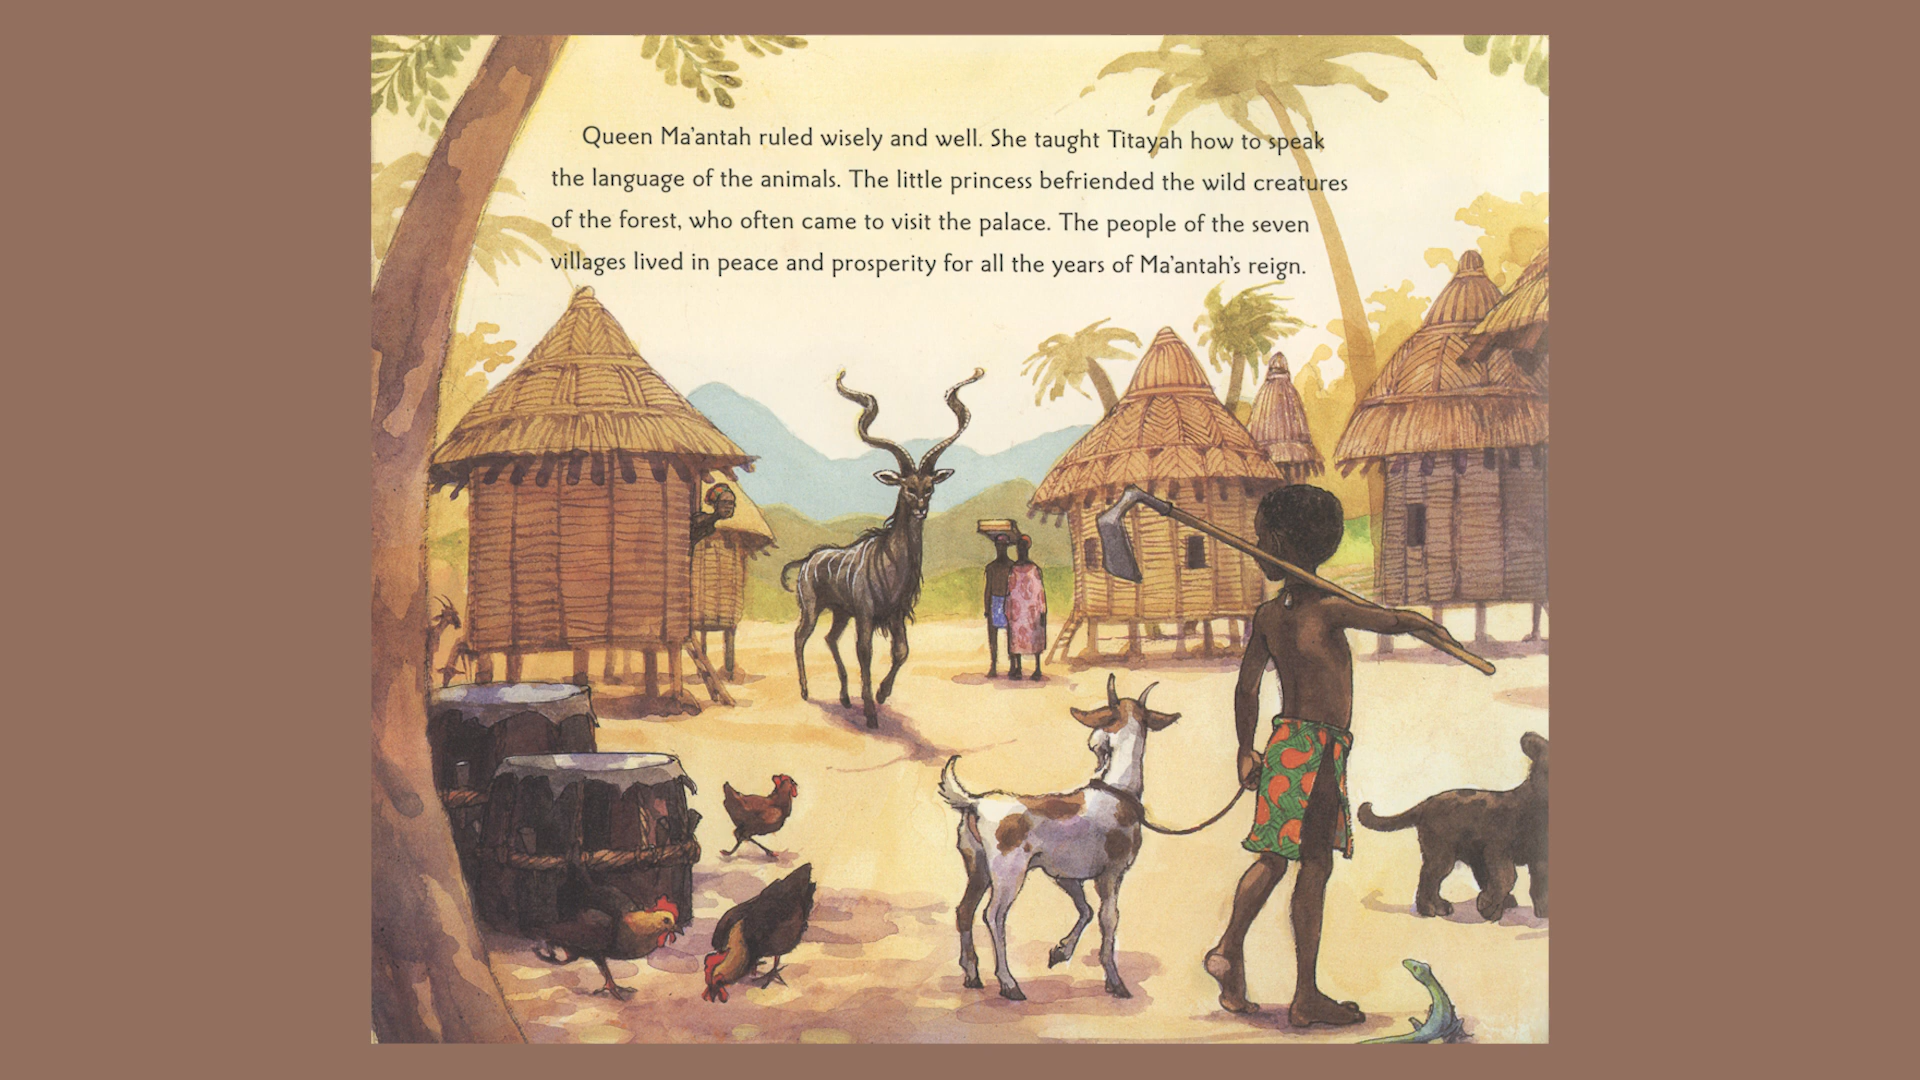 Queen Ma’antah ruled wisely and well. She taught Titayah how to speak
the language of the animals. The little princess befriended the wild creatures
of the forest, who often came to visit the palace. The people of the seven
villages lived in peace and prosperity for all the years of Ma’antah’s reign.